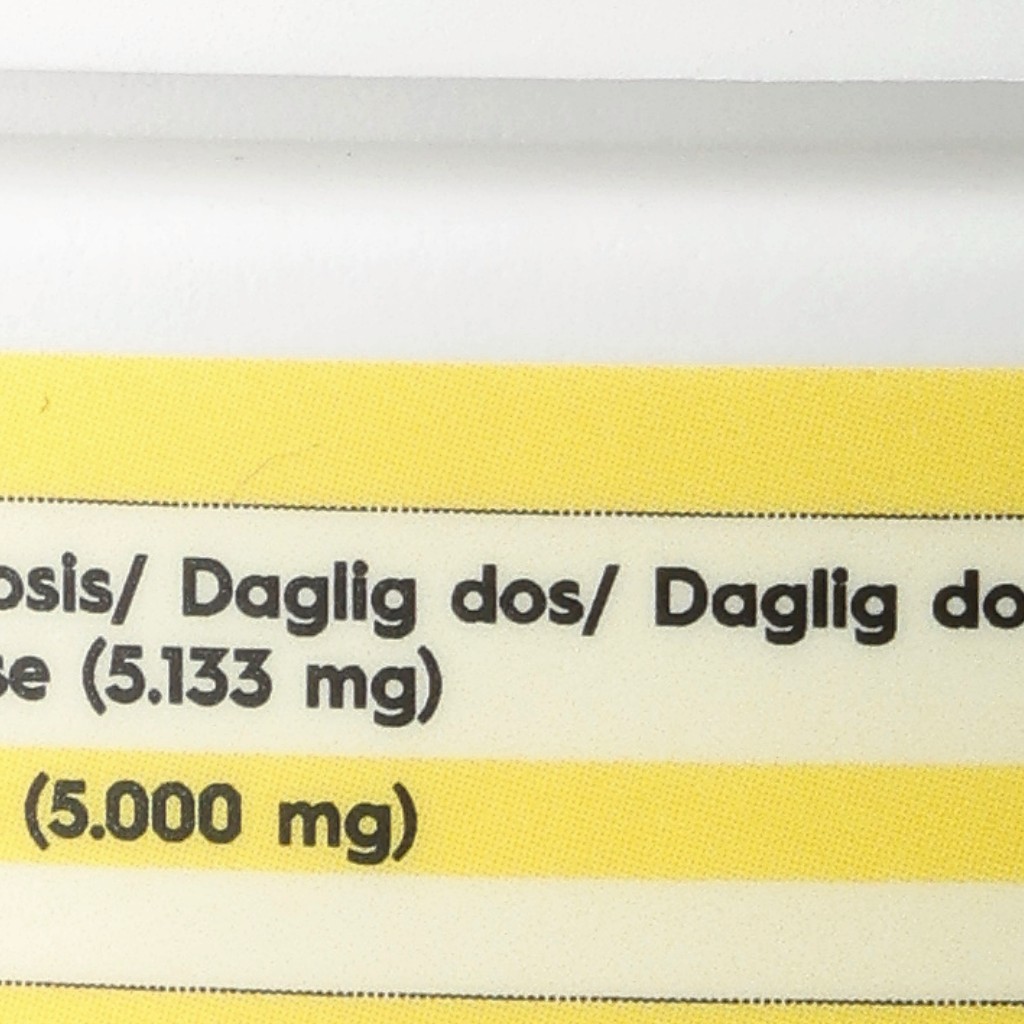 osis/ Daglig dos/ Daglig do
se (5.133 mg)
(5.000 mg)